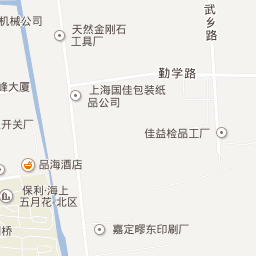 机械公司
天然金刚石
工具厂
武乡路
勤学路
峰大厦
上海国佳包装纸
品公司
开关厂
佳益检品工厂
品海酒店
保利·海上
五月花·北区
桥
嘉定疁东印刷厂